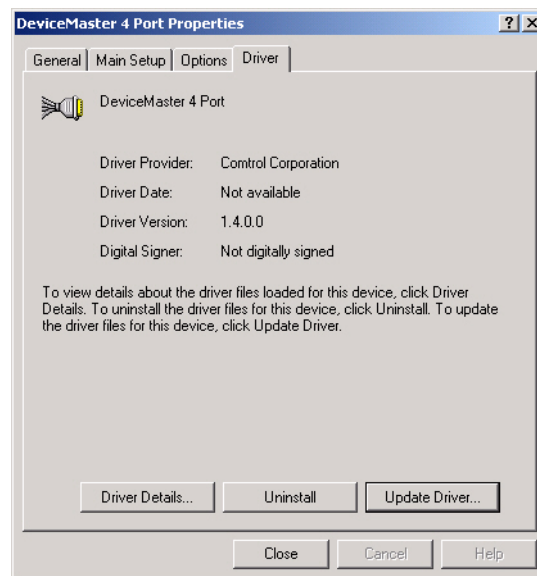 DeviceMaster 4 Port Properties
General Main Setup Options Driver
DeviceMaster 4 Port
Driver Provider: Comtrol Corporation
Driver Date: Not available
Driver Version: 1.4.0.0
Digital Signer: Not digitally signed
To view details about the driver files loaded for this device, click Driver
Details. To uninstall the driver files for this device, click Uninstall. To update
the driver files for this device, click Update Driver.
Driver Details... Uninstall Update Driver...
Close Cancel Help